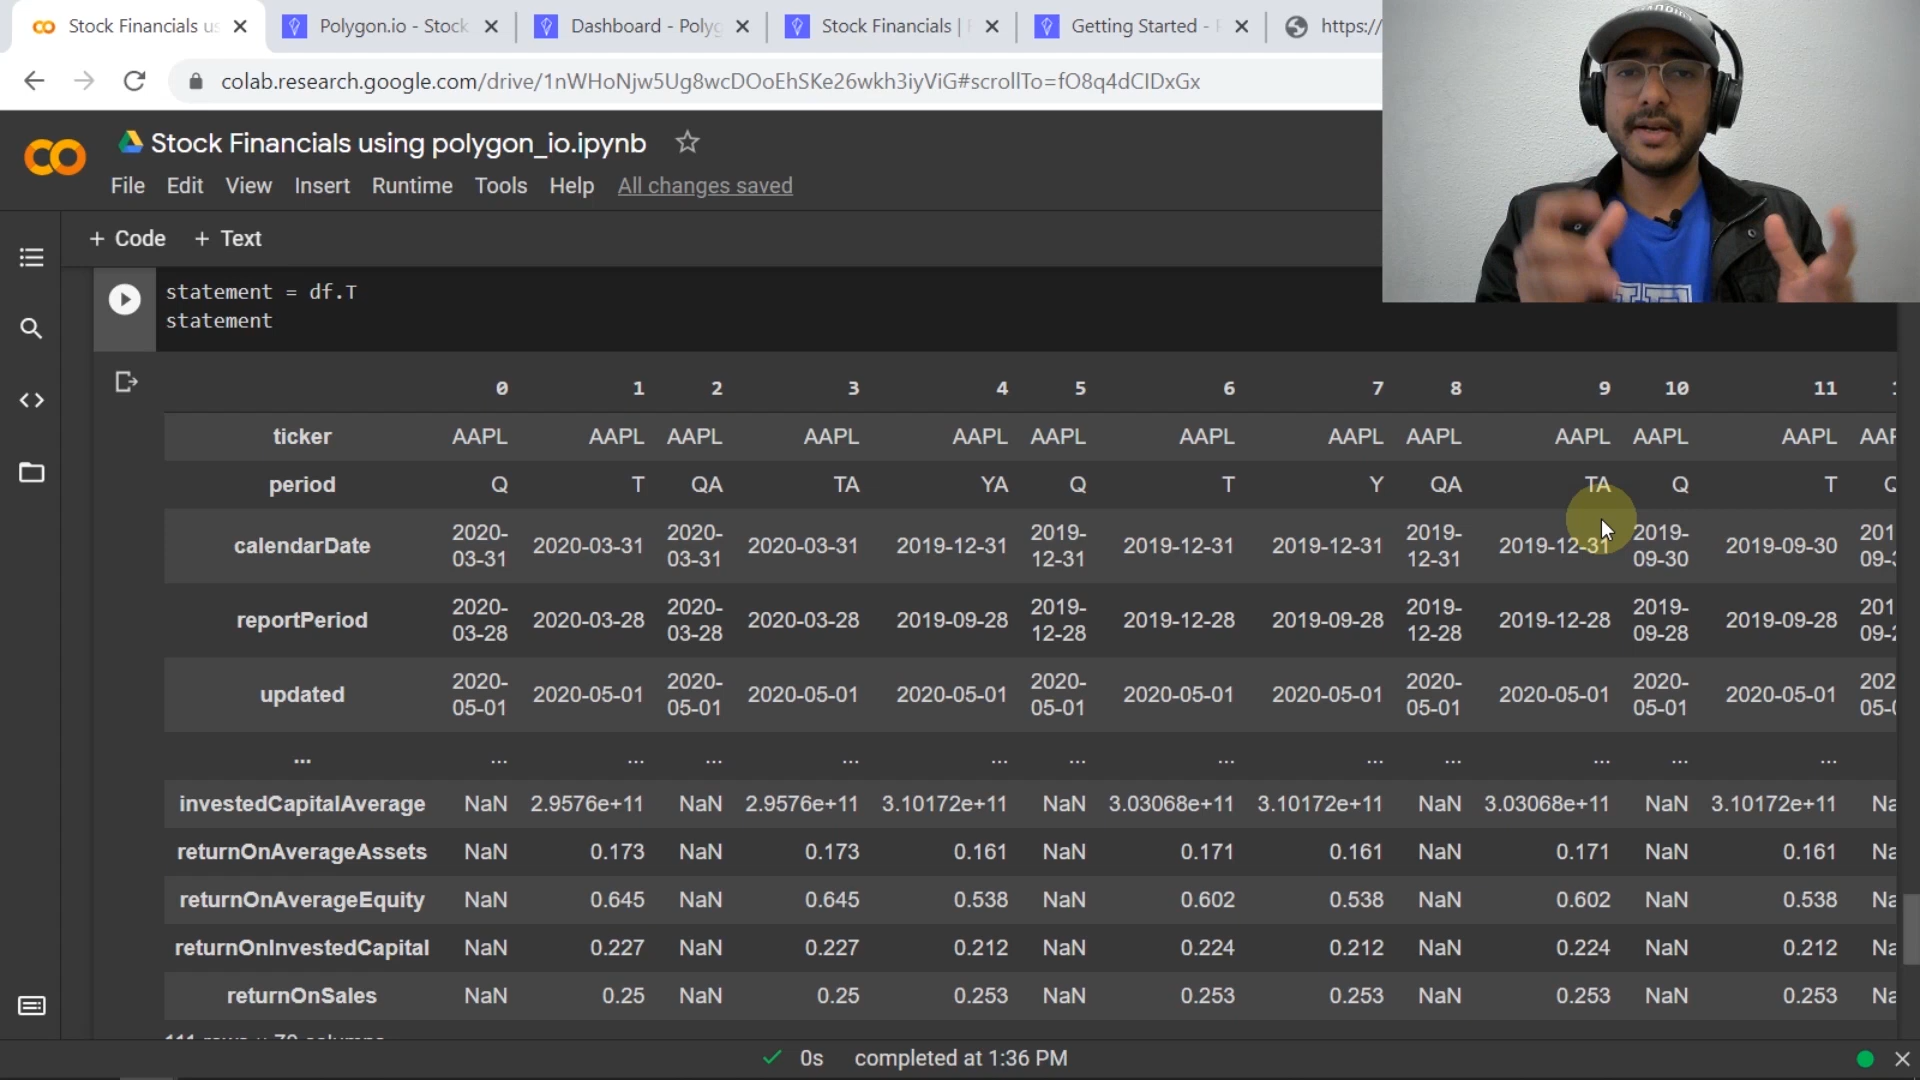 Stock Financials us
Polygon.io - Stock
Dashboard - Polyg
Stock Financials |
Getting Started -
https://
colab.research.google.com/drive/1nWHoNjw5Ug8wcDOoEhSKe26wkh3iyViG#scrollTo=fO8q4dCIDxGx
Stock Financials using polygon_io.ipynb
File Edit View Insert Runtime Tools Help All changes saved
+ Code + Text
statement = df.T
statement
0 1 2 3 4 5 6 7 8 9 10 11
ticker AAPL AAPL AAPL AAPL AAPL AAPL AAPL AAPL AAPL AAPL AAPL AAPL
period Q T QA TA YA Q T Y QA TA Q T
calendarDate 2020-03-31 2020-03-31 2020-03-31 2020-03-31 2019-12-31 2019-12-31 2019-12-31 2019-12-31 2019-12-31 2019-12-31 2019-09-30 2019-09-30
reportPeriod 2020-03-28 2020-03-28 2020-03-28 2020-03-28 2019-09-28 2019-12-28 2019-12-28 2019-09-28 2019-12-28 2019-12-28 2019-09-28 2019-09-28
updated 2020-05-01 2020-05-01 2020-05-01 2020-05-01 2020-05-01 2020-05-01 2020-05-01 2020-05-01 2020-05-01 2020-05-01 2020-05-01 2020-05-01
... ... ... ... ... ... ... ... ... ... ... ... ...
investedCapitalAverage NaN 2.9576e+11 NaN 2.9576e+11 3.10172e+11 NaN 3.03068e+11 3.10172e+11 NaN 3.03068e+11 NaN 3.10172e+11
returnOnAverageAssets NaN 0.173 NaN 0.173 0.161 NaN 0.171 0.161 NaN 0.171 NaN 0.161
returnOnAverageEquity NaN 0.645 NaN 0.645 0.538 NaN 0.602 0.538 NaN 0.602 NaN 0.538
returnOnInvestedCapital NaN 0.227 NaN 0.227 0.212 NaN 0.224 0.212 NaN 0.224 NaN 0.212
returnOnSales NaN 0.25 NaN 0.25 0.253 NaN 0.253 0.253 NaN 0.253 NaN 0.253
0s completed at 1:36 PM